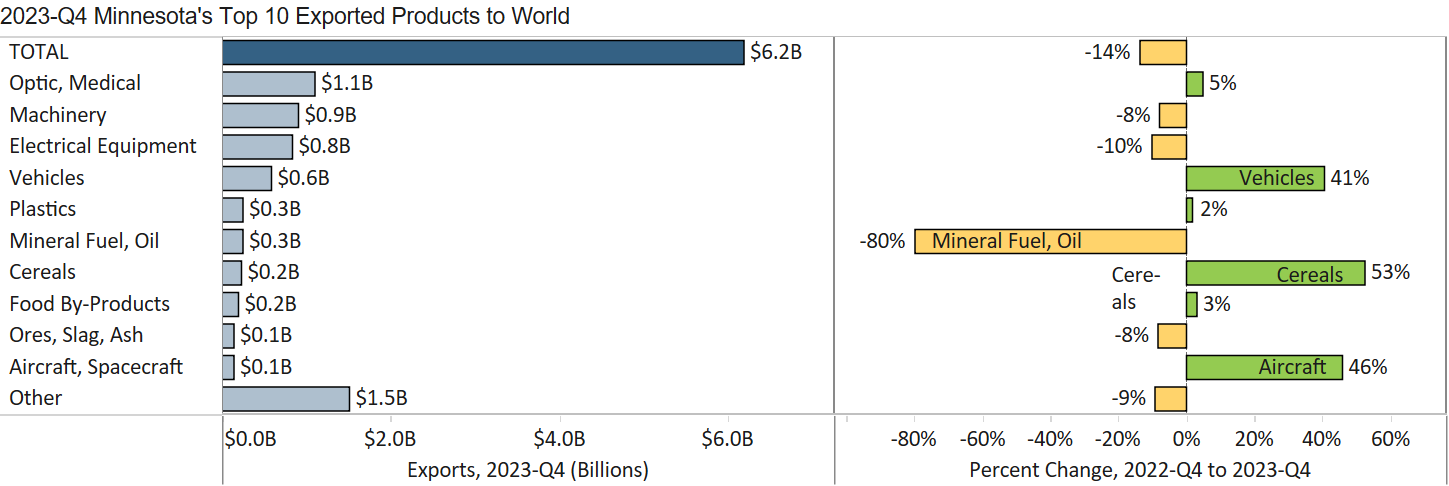 2023-Q4 Minnesota's Top 10 Exported Products to World
TOTAL $6.2B -14%
Optic, Medical $1.1B 5%
Machinery $0.9B -8%
Electrical Equipment $0.8B -10%
Vehicles $0.6B Vehicles 41%
Plastics $0.3B 2%
Mineral Fuel, Oil $0.3B -80% Mineral Fuel, Oil
Cereals $0.2B Cere- Cereals 53%
Food By-Products $0.2B als 3%
Ores, Slag, Ash $0.1B -8%
Aircraft, Spacecraft $0.1B Aircraft 46%
Other $1.5B -9%
$0.0B $2.0B $4.0B $6.0B -80% -60% -40% -20% 0% 20% 40% 60%
Exports, 2023-Q4 (Billions) Percent Change, 2022-Q4 to 2023-Q4